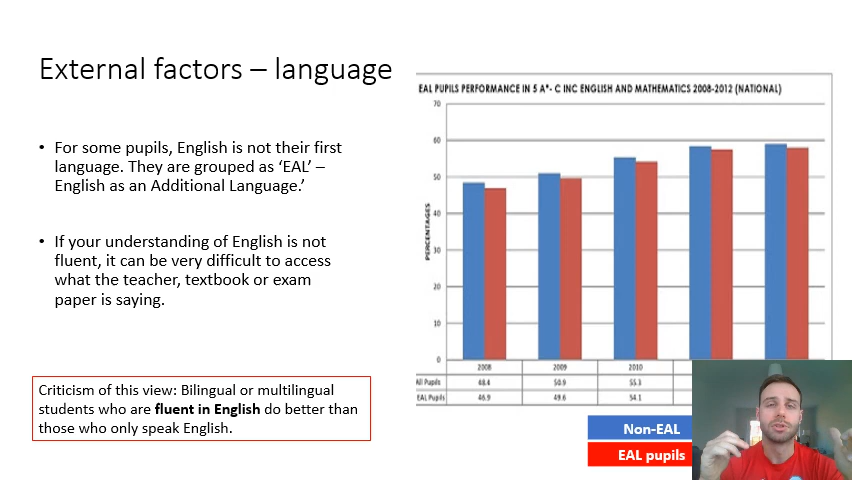 External factors – language
• For some pupils, English is not their first
language. They are grouped as ‘EAL’ –
English as an Additional Language.’
• If your understanding of English is not
fluent, it can be very difficult to access
what the teacher, textbook or exam
paper is saying.
Criticism of this view: Bilingual or multilingual
students who are fluent in English do better than
those who only speak English.
EAL PUPILS PERFORMANCE IN 5 A*- C INC ENGLISH AND MATHEMATICS 2008-2012 (NATIONAL)
70
60
50
40
30
20
10
0
PERCENTAGES
2008 2009 2010
All Pupils 48.4 50.9 55.3
EAL Pupils 46.9 49.6 54.1
Non-EAL
EAL pupils